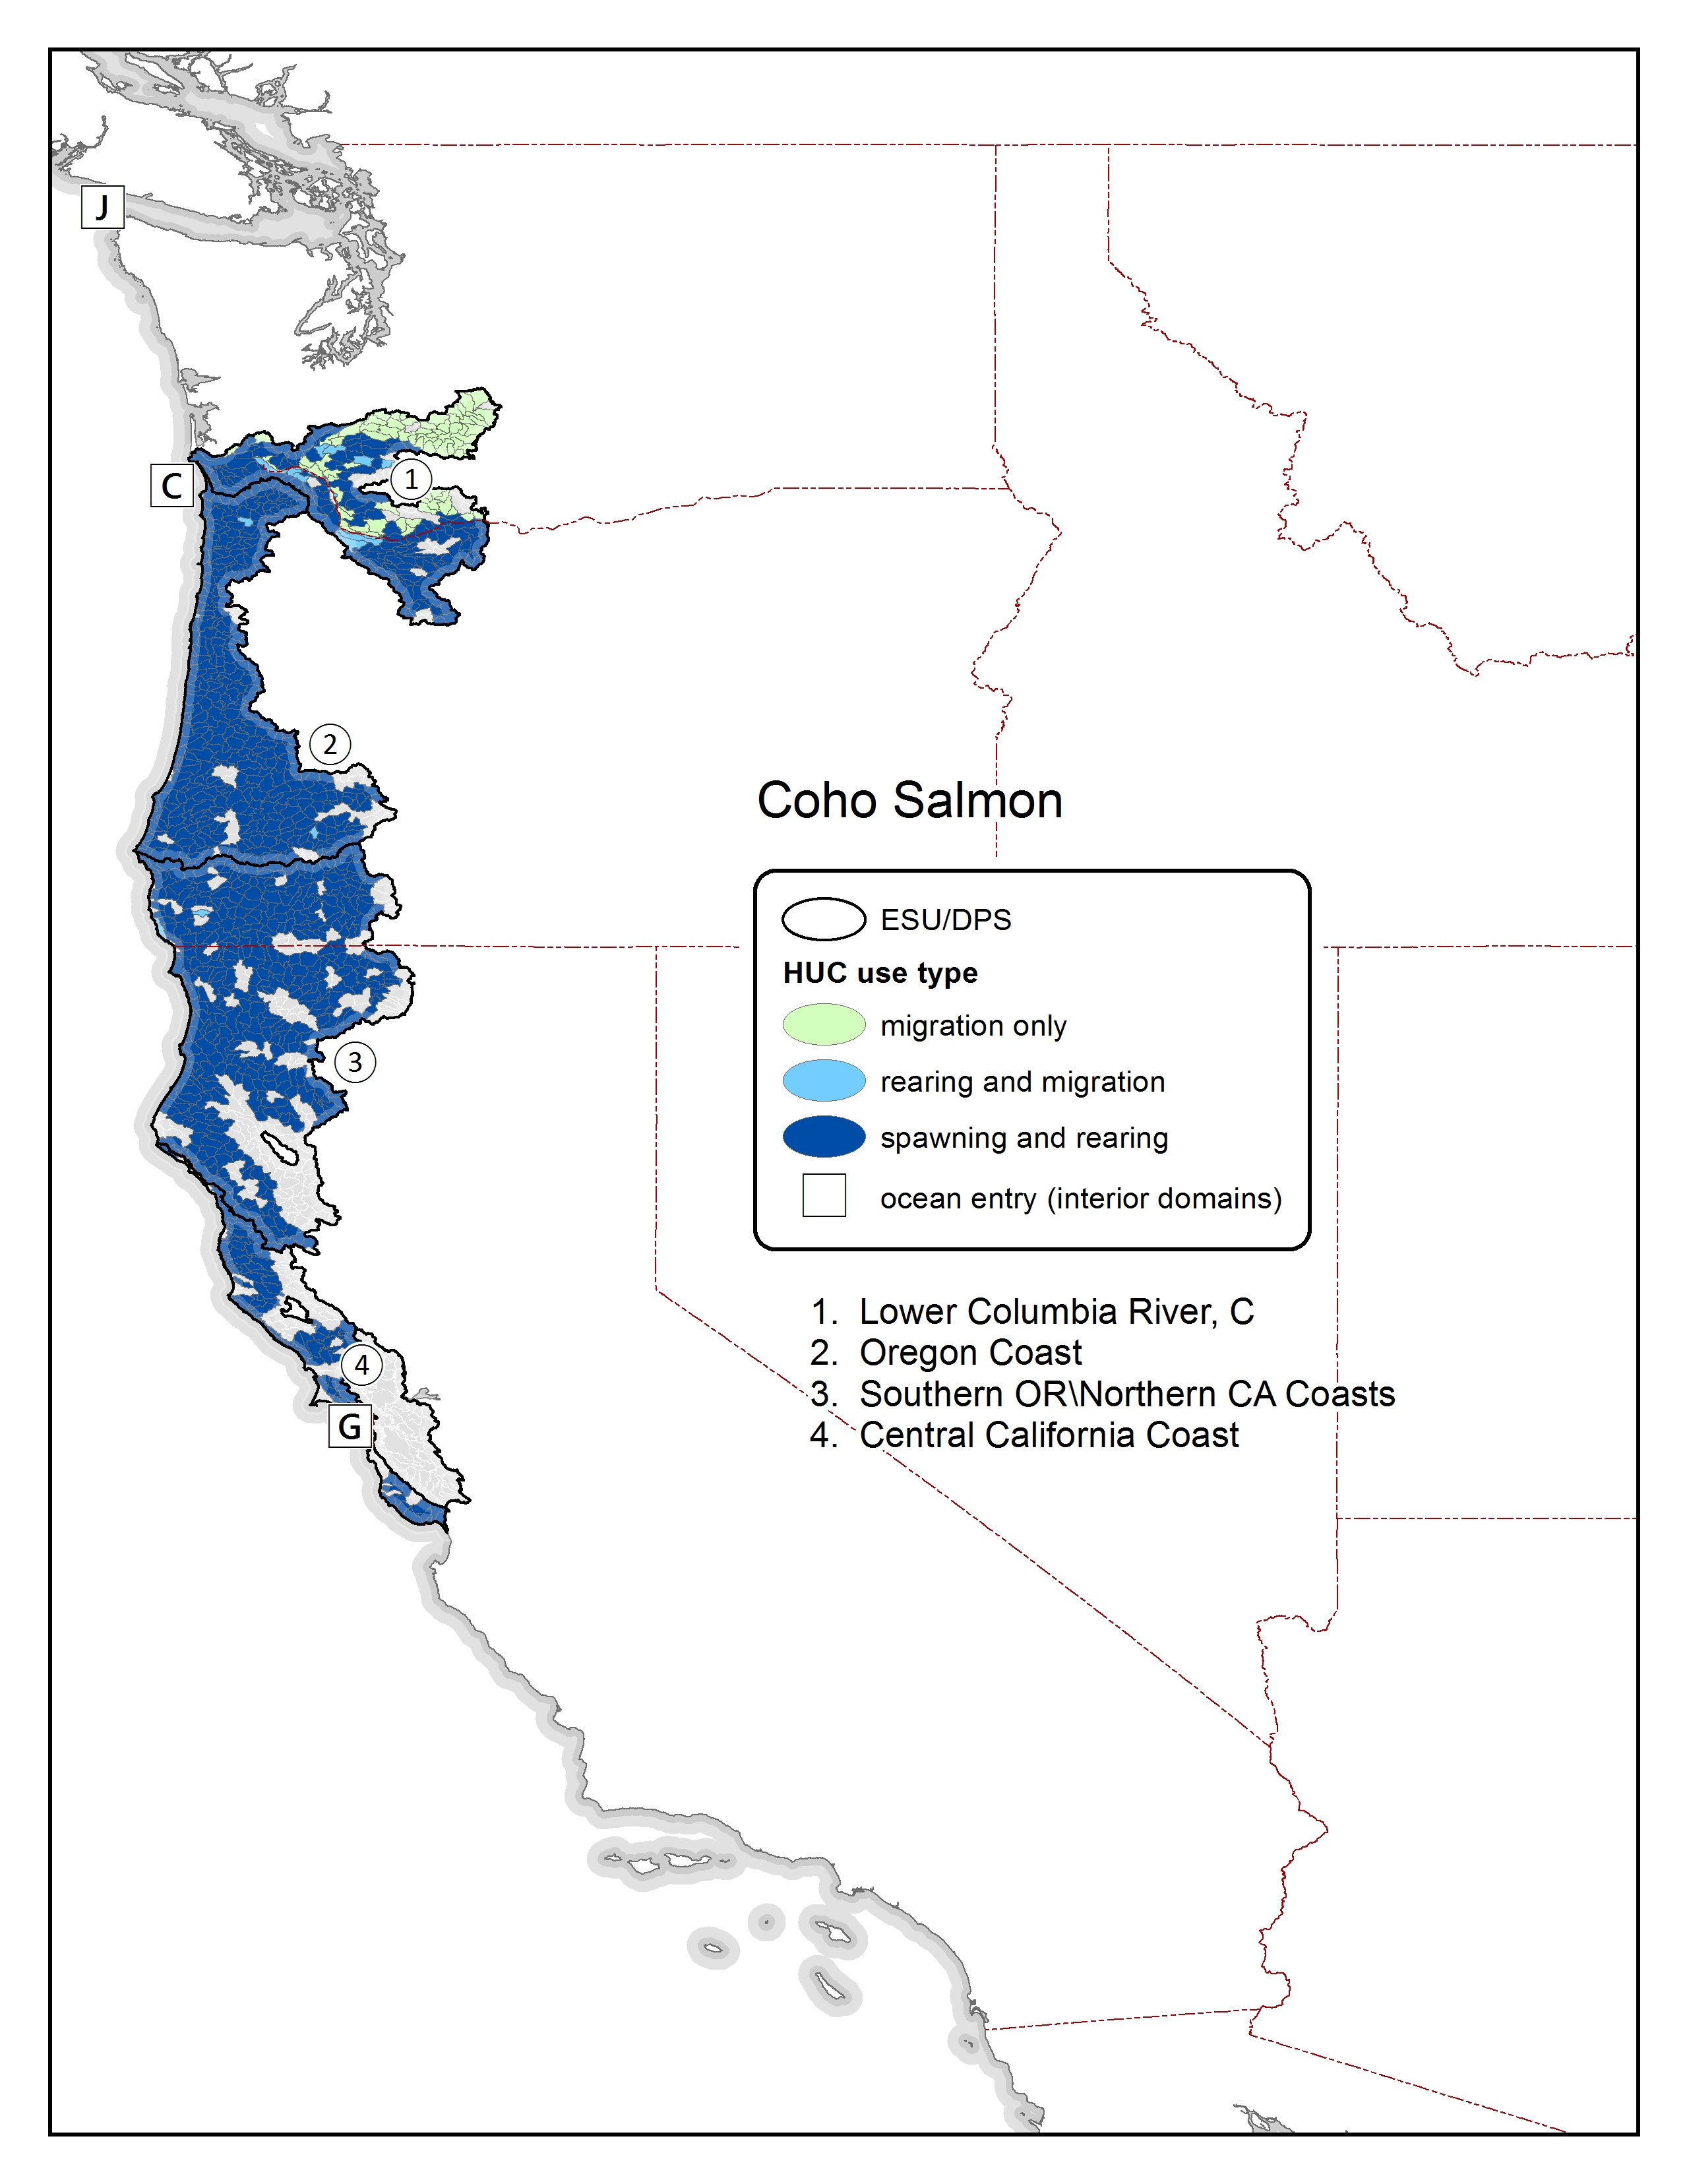 J
C
1
2
Coho Salmon
ESU/DPS
HUC use type
migration only
rearing and migration
spawning and rearing
ocean entry (interior domains)
3
1. Lower Columbia River, C
2. Oregon Coast
3. Southern OR\Northern CA Coasts
4. Central California Coast
4
G